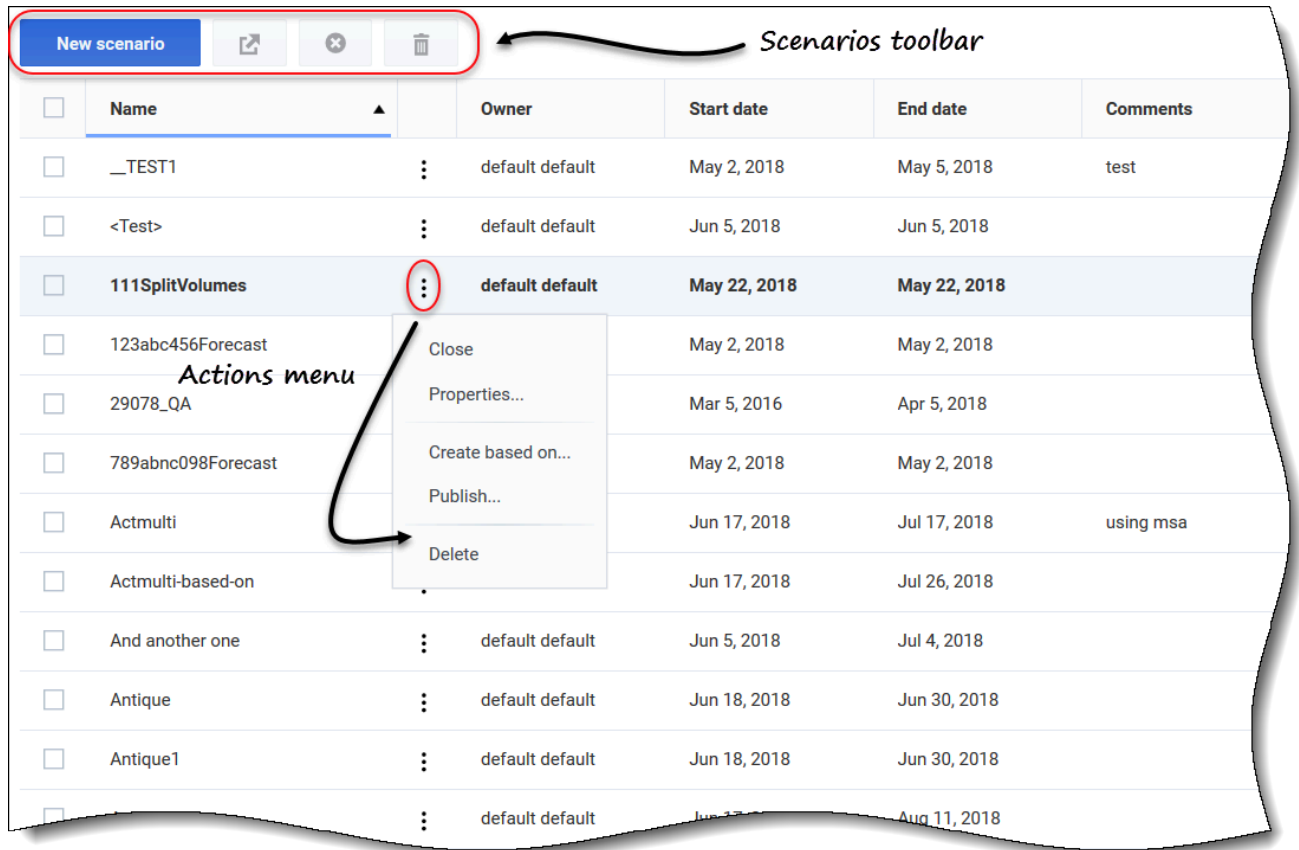 New scenario
Scenarios toolbar
Name Owner Start date End date Comments
__TEST1 default default May 2, 2018 May 5, 2018 test
<Test> default default Jun 5, 2018 Jun 5, 2018
111SplitVolumes default default May 22, 2018 May 22, 2018
123abc456Forecast May 2, 2018 May 2, 2018
Close
Actions menu
Properties...
29078_QA Mar 5, 2016 Apr 5, 2018
Create based on...
789abnc098Forecast May 2, 2018 May 2, 2018
Publish...
Actmulti Jun 17, 2018 Jul 17, 2018 using msa
Delete
Actmulti-based-on Jun 17, 2018 Jul 26, 2018
And another one default default Jun 5, 2018 Jul 4, 2018
Antique default default Jun 18, 2018 Jun 30, 2018
Antique1 default default Jun 18, 2018 Jun 30, 2018
default default Aug 11, 2018